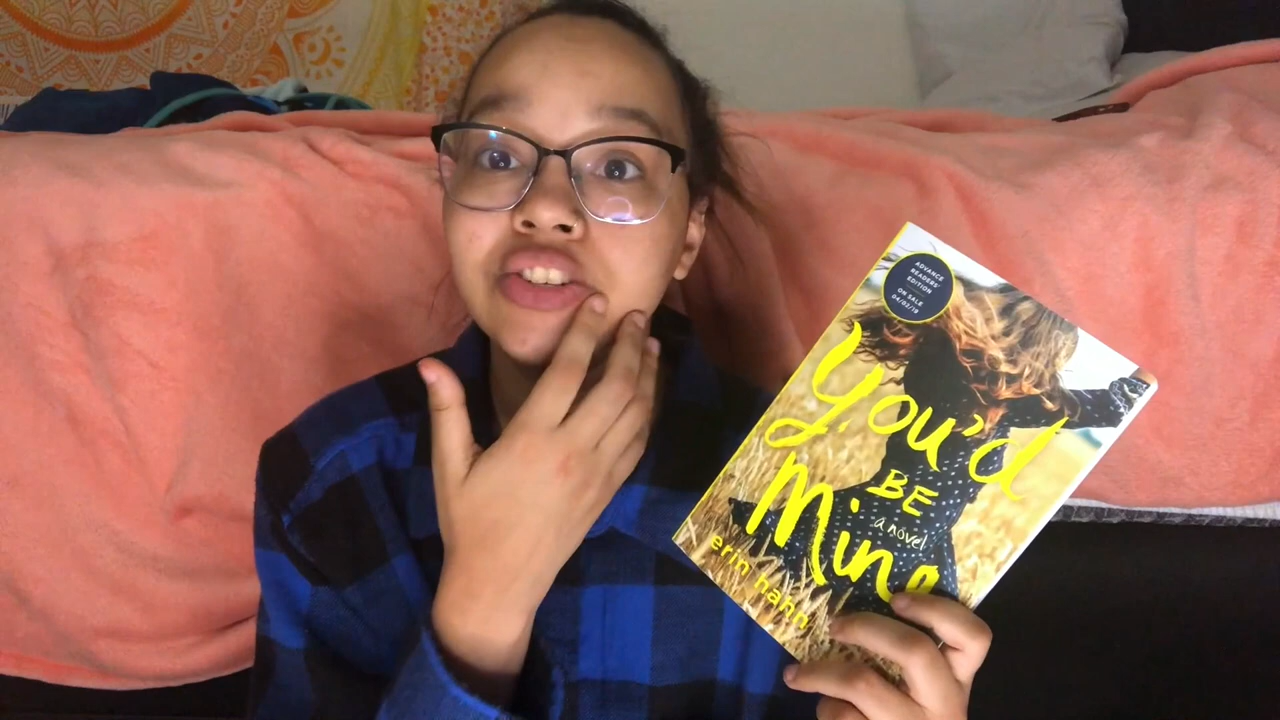 ADVANCE
READERS'
EDITION
ON SALE
04/02/19
You'd
BE
Mine
a novel
erin hahn